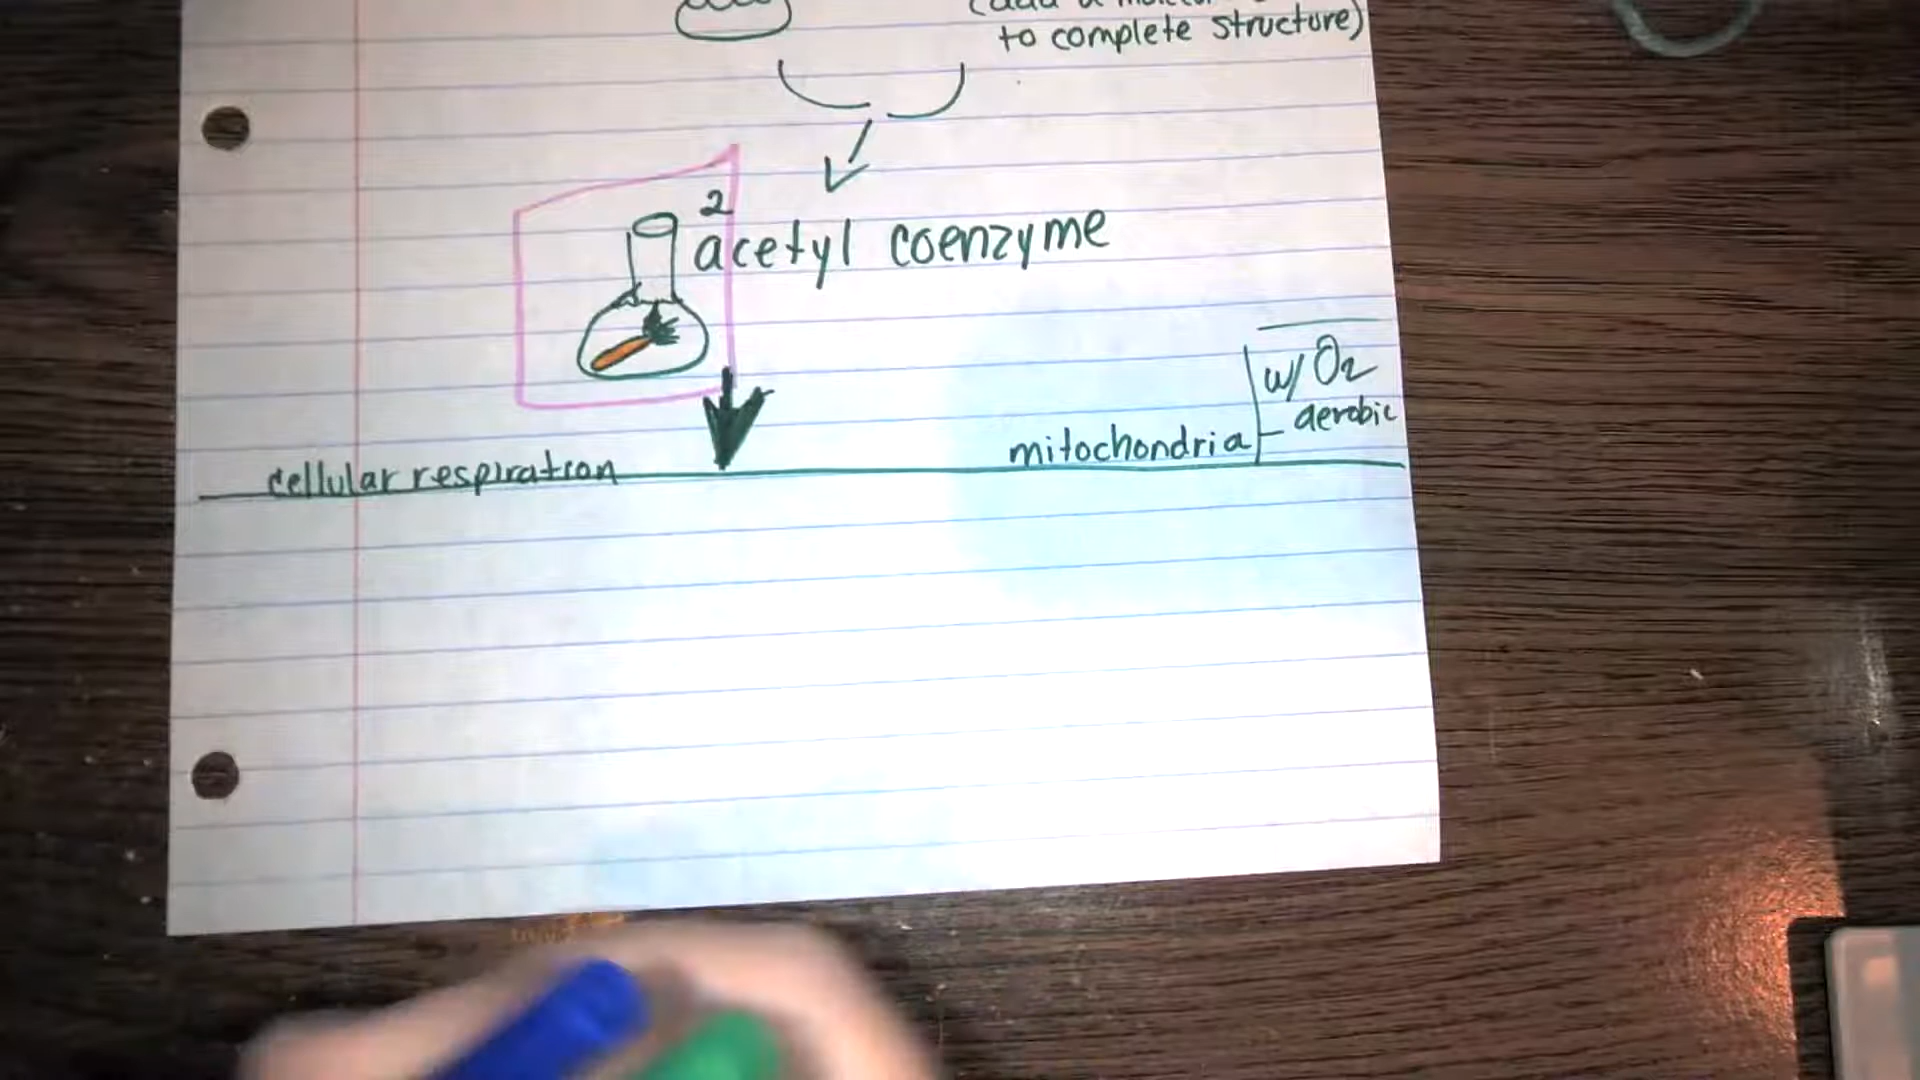 to complete structure)
2
acetyl coenzyme
w/ O2
aerobic
mitochondria
cellular respiration